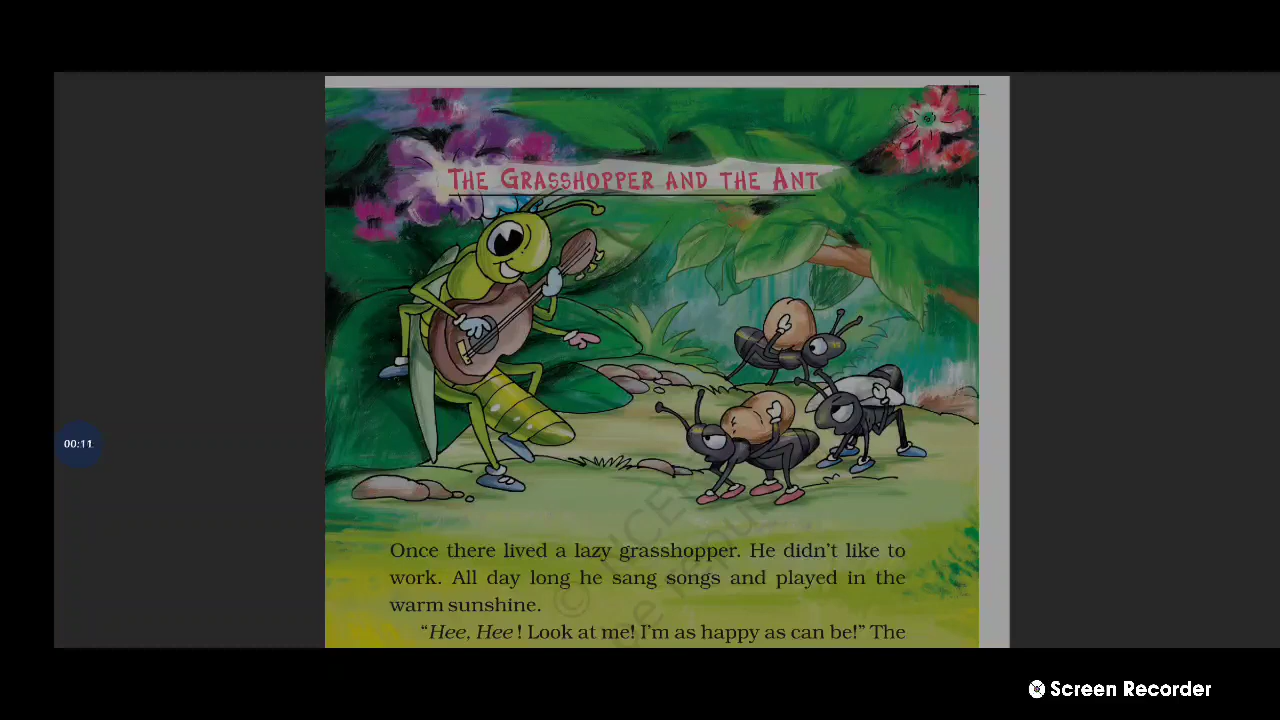 THE GRASSHOPPER AND THE ANT
00:11
Once there lived a lazy grasshopper. He didn't like to
work. All day long he sang songs and played in the
warm sunshine.
"Hee, Hee! Look at me! I'm as happy as can be!" The
Screen Recorder